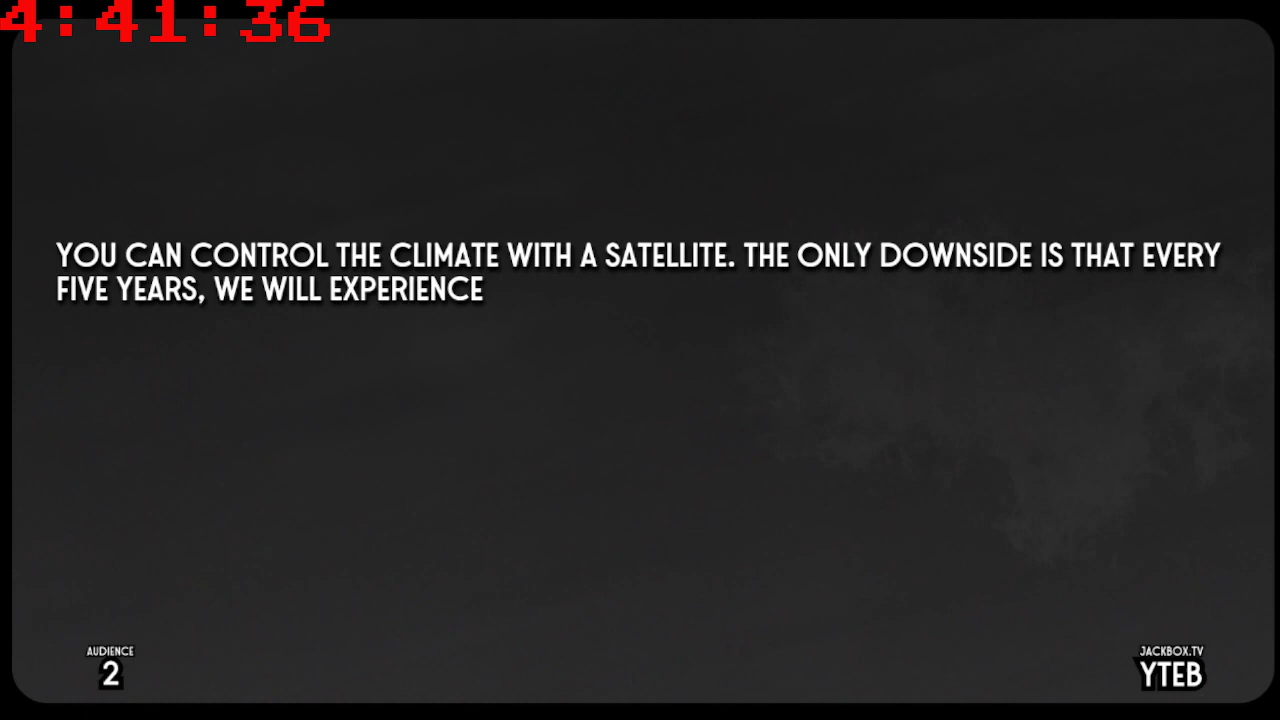 4:41:36
YOU CAN CONTROL THE CLIMATE WITH A SATELLITE. THE ONLY DOWNSIDE IS THAT EVERY
FIVE YEARS, WE WILL EXPERIENCE
AUDIENCE
2
JACKBOX.TV
YTEB